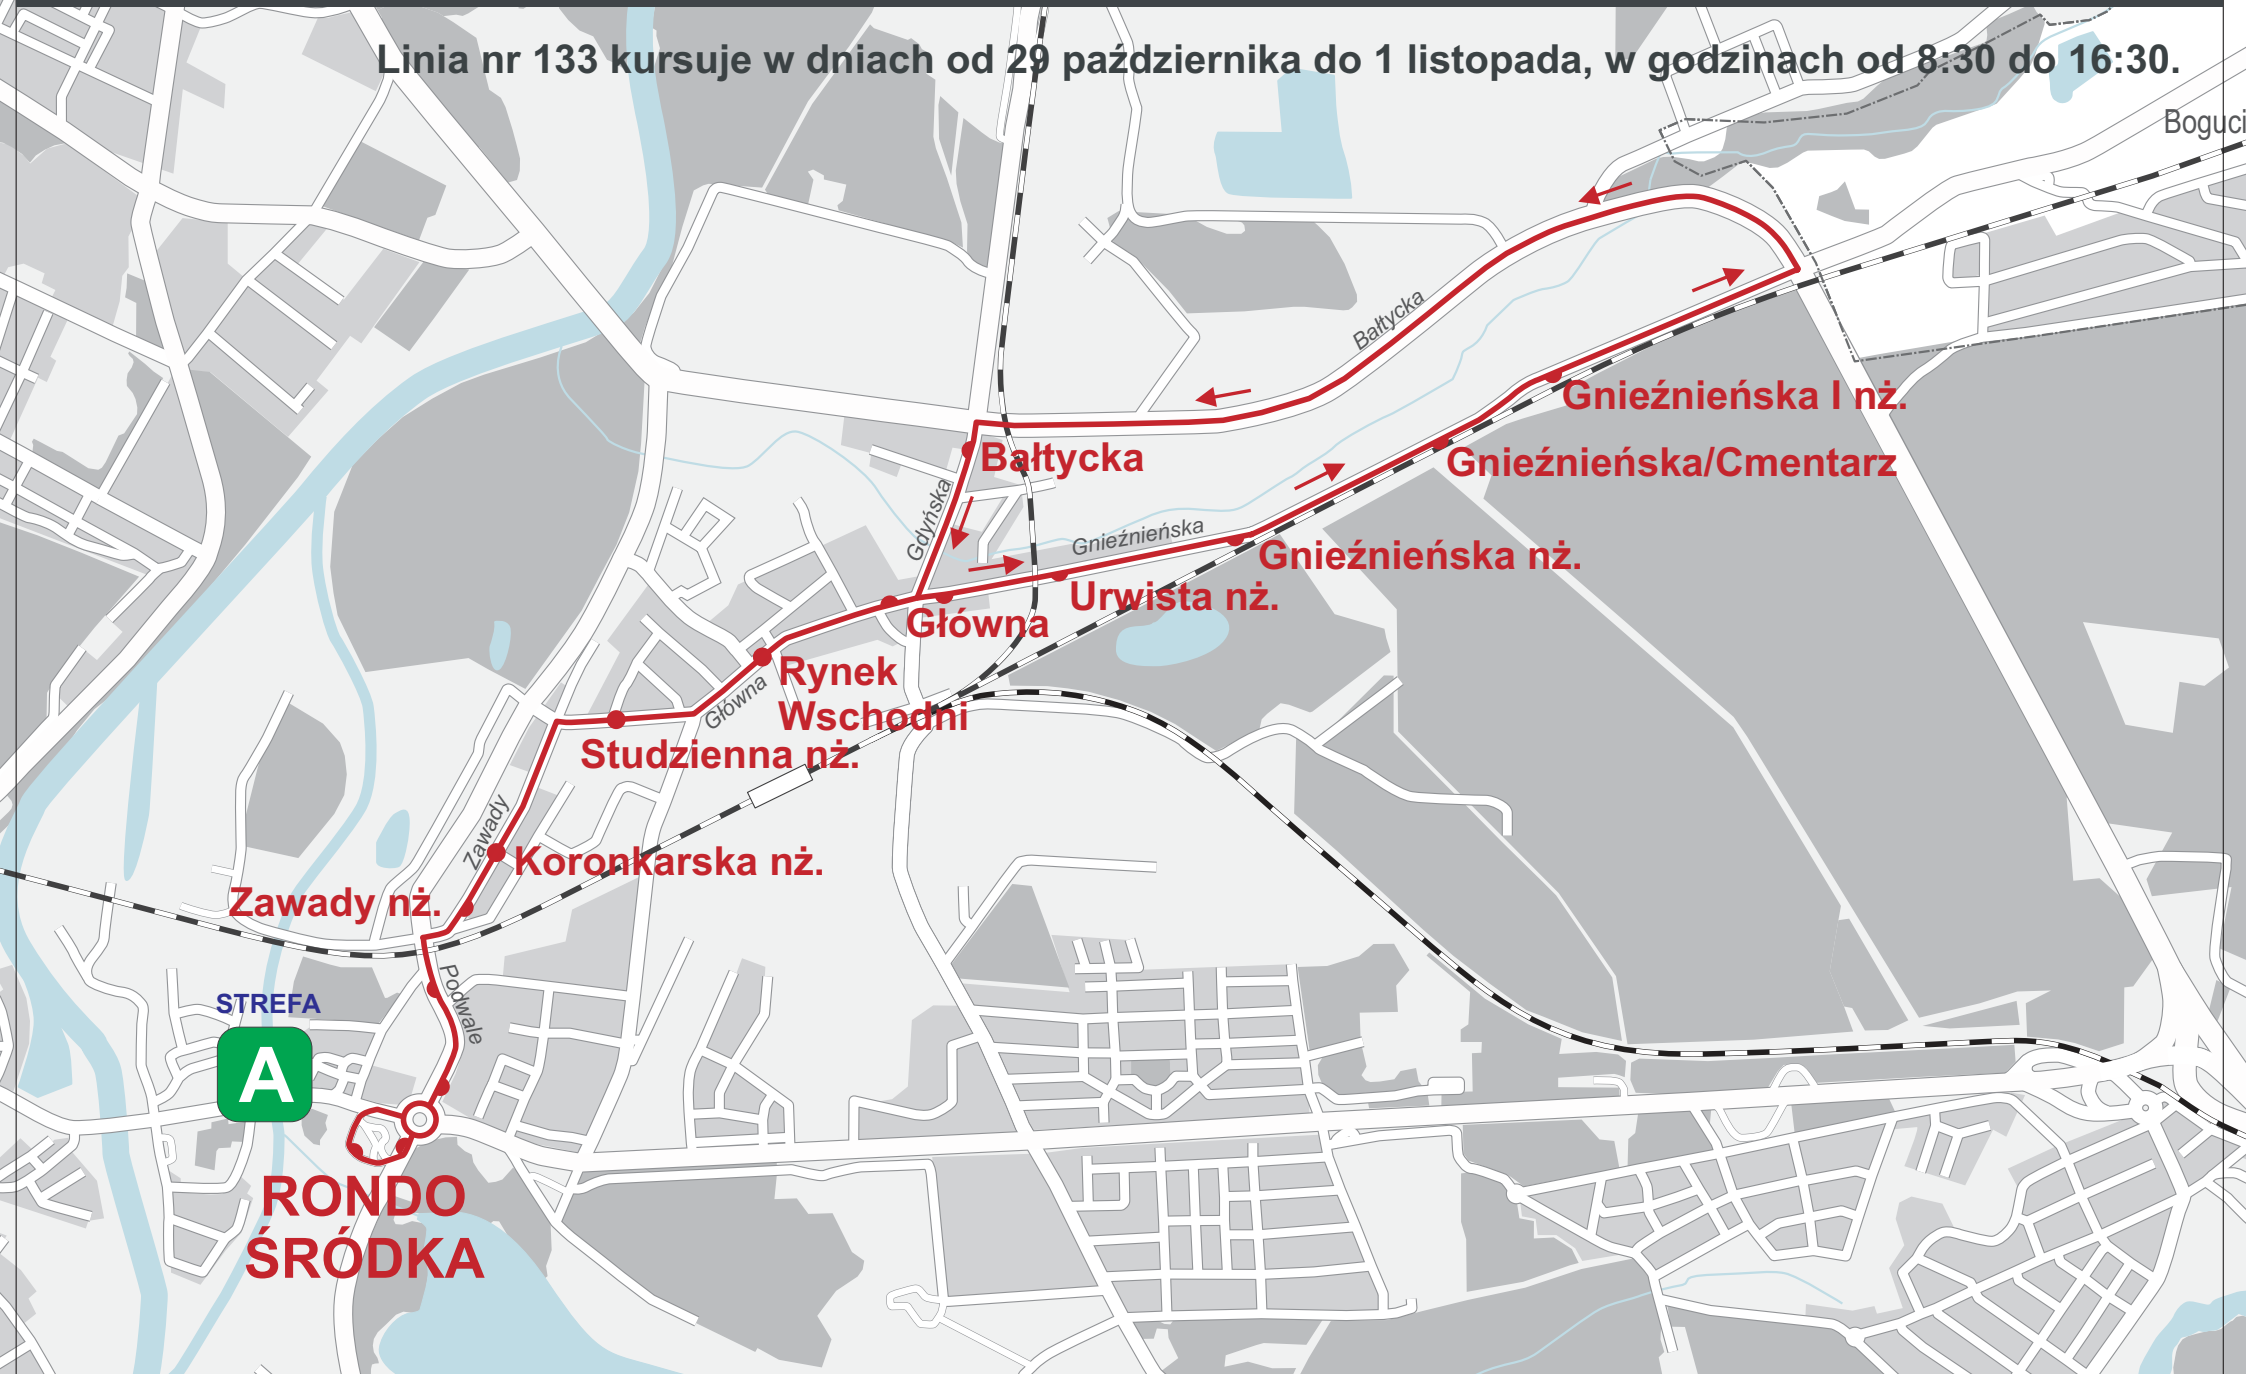 Linia nr 133 kursuje w dniach od 29 października do 1 listopada, w godzinach od 8:30 do 16:30.
Boguci
Bałtycka
Gnieźnieńska I nż.
Bałtycka
Gnieźnieńska/Cmentarz
Gdyńska
Gnieźnieńska
Gnieźnieńska nż.
Urwista nż.
Główna
Rynek
Wschodni
Główna
Studzienna nż.
Zawady
Koronkarska nż.
Zawady nż.
Podwale
STREFA
A
RONDO
ŚRÓDKA